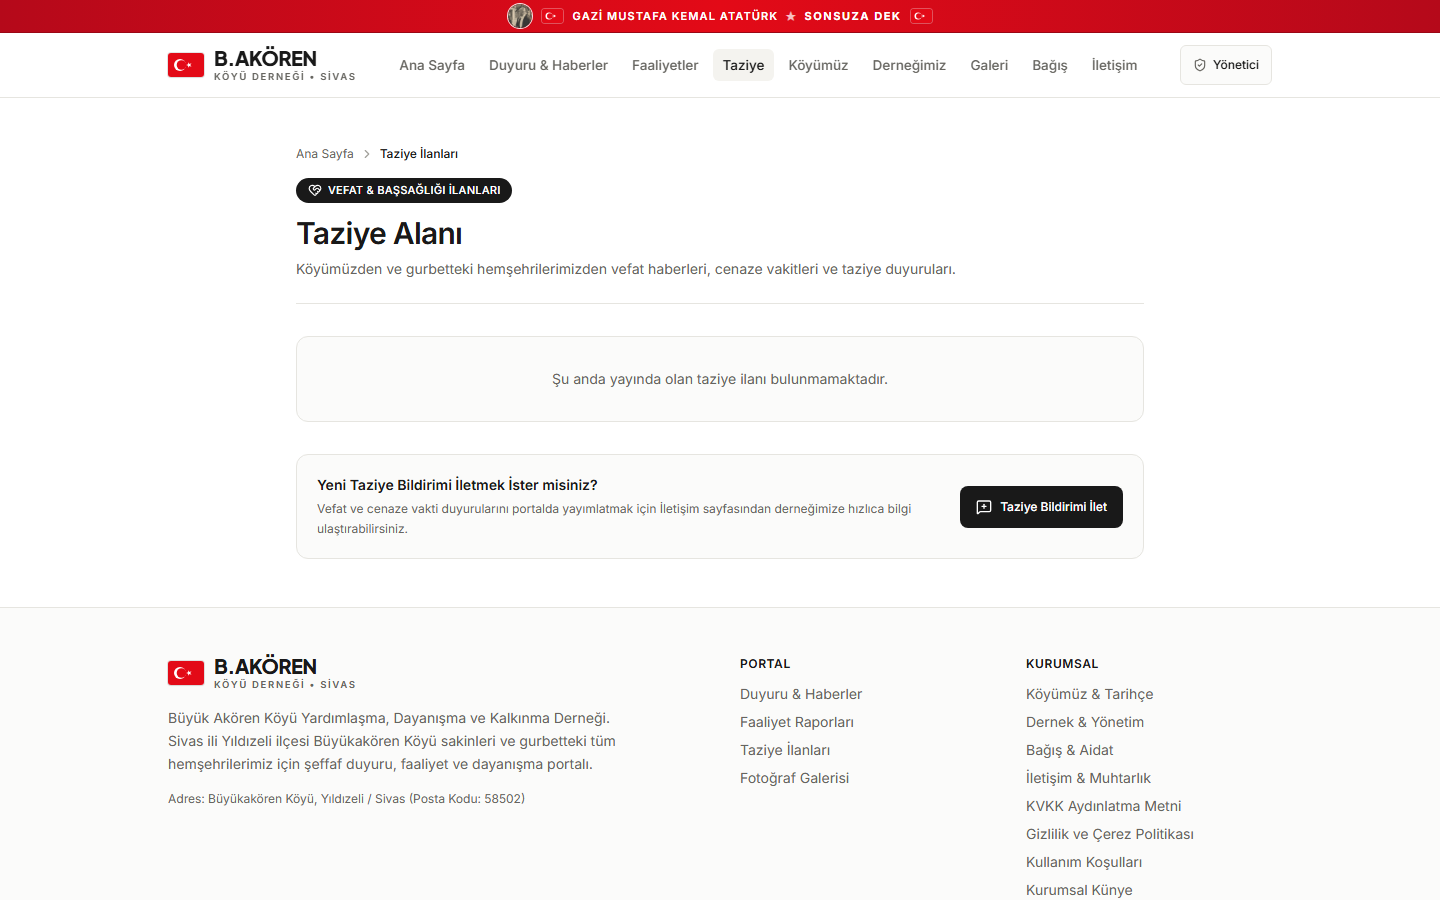 GAZİ MUSTAFA KEMAL ATATÜRK ★ SONSUZA DEK
B.AKÖREN
KÖYÜ DERNEĞİ • SİVAS
Ana Sayfa
Duyuru & Haberler
Faaliyetler
Taziye
Köyümüz
Derneğimiz
Galeri
Bağış
İletişim
Yönetici
Ana Sayfa > Taziye İlanları
VEFAT & BAŞSAĞLIĞI İLANLARI
Taziye Alanı
Köyümüzden ve gurbetteki hemşehrilerimizden vefat haberleri, cenaze vakitleri ve taziye duyuruları.
Şu anda yayında olan taziye ilanı bulunmamaktadır.
Yeni Taziye Bildirimi İletmek İster misiniz?
Vefat ve cenaze vakti duyurularını portalda yayımlatmak için İletişim sayfasından derneğimize hızlıca bilgi
ulaştırabilirsiniz.
Taziye Bildirimi İlet
B.AKÖREN
KÖYÜ DERNEĞİ • SİVAS
Büyük Akören Köyü Yardımlaşma, Dayanışma ve Kalkınma Derneği.
Sivas ili Yıldızeli ilçesi Büyükakören Köyü sakinleri ve gurbetteki tüm
hemşehrilerimiz için şeffaf duyuru, faaliyet ve dayanışma portalı.
Adres: Büyükakören Köyü, Yıldızeli / Sivas (Posta Kodu: 58502)
PORTAL
Duyuru & Haberler
Faaliyet Raporları
Taziye İlanları
Fotoğraf Galerisi
KURUMSAL
Köyümüz & Tarihçe
Dernek & Yönetim
Bağış & Aidat
İletişim & Muhtarlık
KVKK Aydınlatma Metni
Gizlilik ve Çerez Politikası
Kullanım Koşulları
Kurumsal Künye